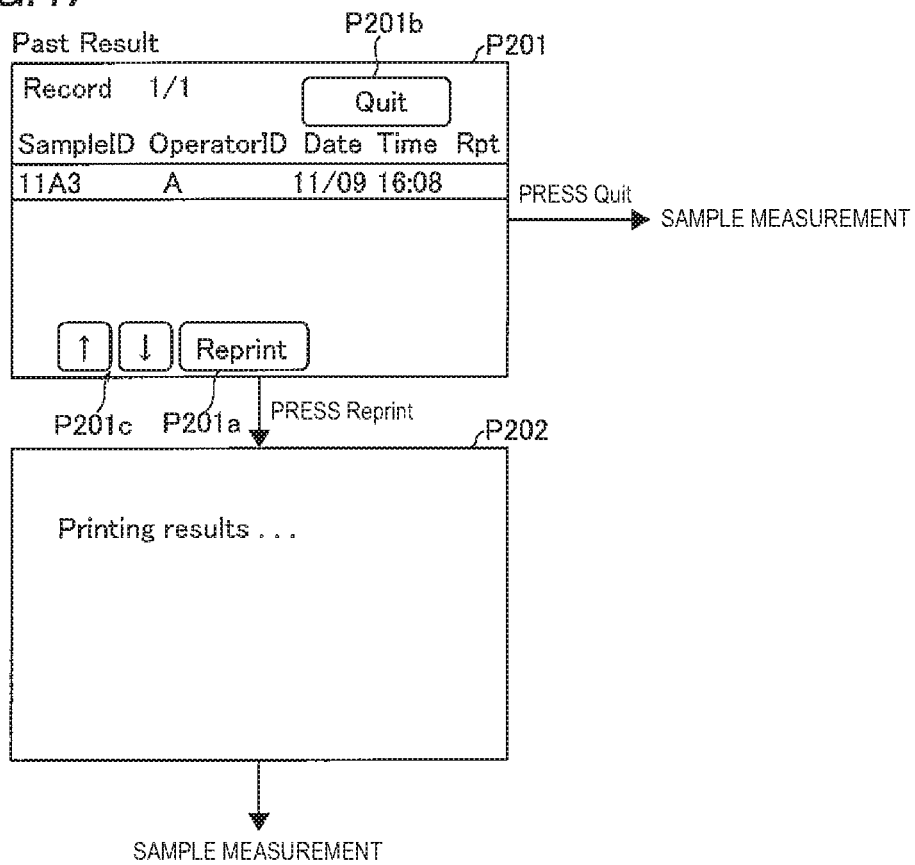 P201b
Past Result
P201
Record 1/1
Quit
SampleID OperatorID Date Time Rpt
11A3 A 11/09 16:08
PRESS Quit
SAMPLE MEASUREMENT
↑ ↓ Reprint
P201c P201a PRESS Reprint
P202
Printing results . . .
SAMPLE MEASUREMENT